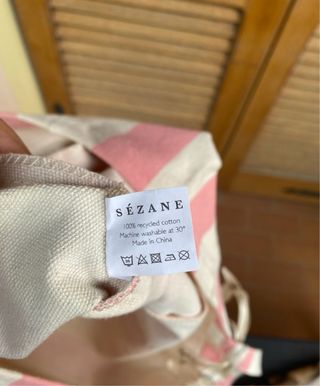 SÉZANE
100% recycled cotton
Machine washable at 30°
Made in China